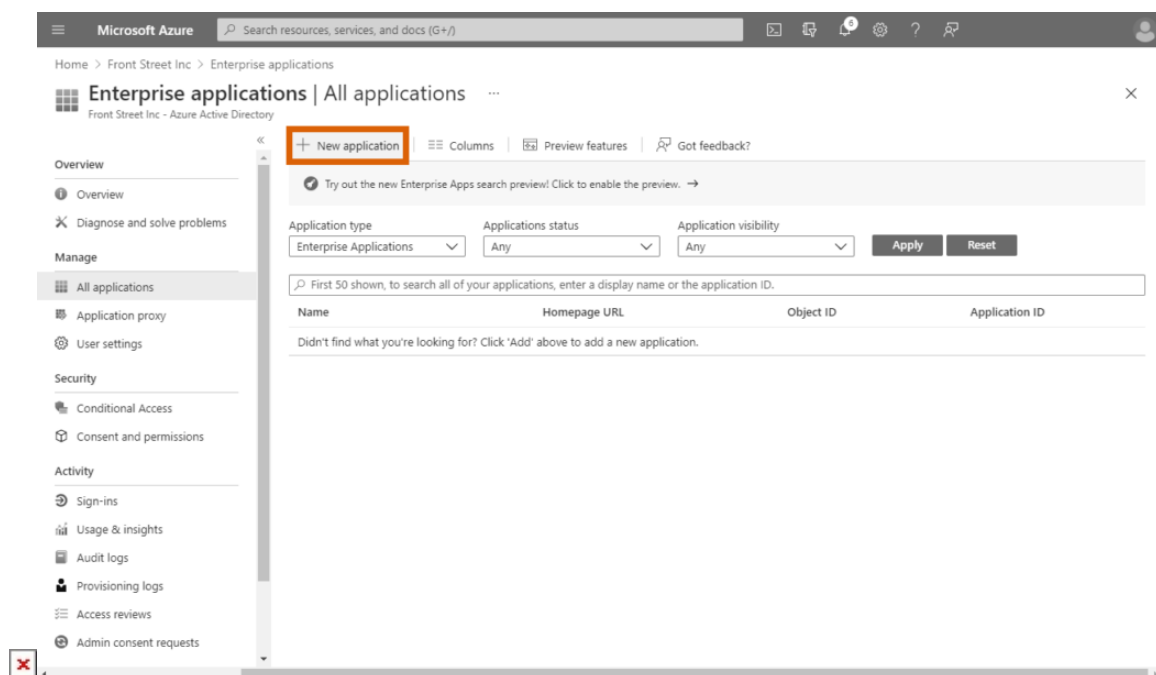 Microsoft Azure
Search resources, services, and docs (G+/)
6
?
Home > Front Street Inc > Enterprise applications
Enterprise applications | All applications ...
Front Street Inc - Azure Active Directory
«
+ New application
Columns
Preview features
Got feedback?
Overview
Overview
Diagnose and solve problems
Manage
All applications
Application proxy
User settings
Security
Conditional Access
Consent and permissions
Activity
Sign-ins
Usage & insights
Audit logs
Provisioning logs
Access reviews
Admin consent requests
Try out the new Enterprise Apps search preview! Click to enable the preview. →
Application type
Applications status
Application visibility
Enterprise Applications
Any
Any
Apply
Reset
First 50 shown, to search all of your applications, enter a display name or the application ID.
Name
Homepage URL
Object ID
Application ID
Didn't find what you're looking for? Click 'Add' above to add a new application.